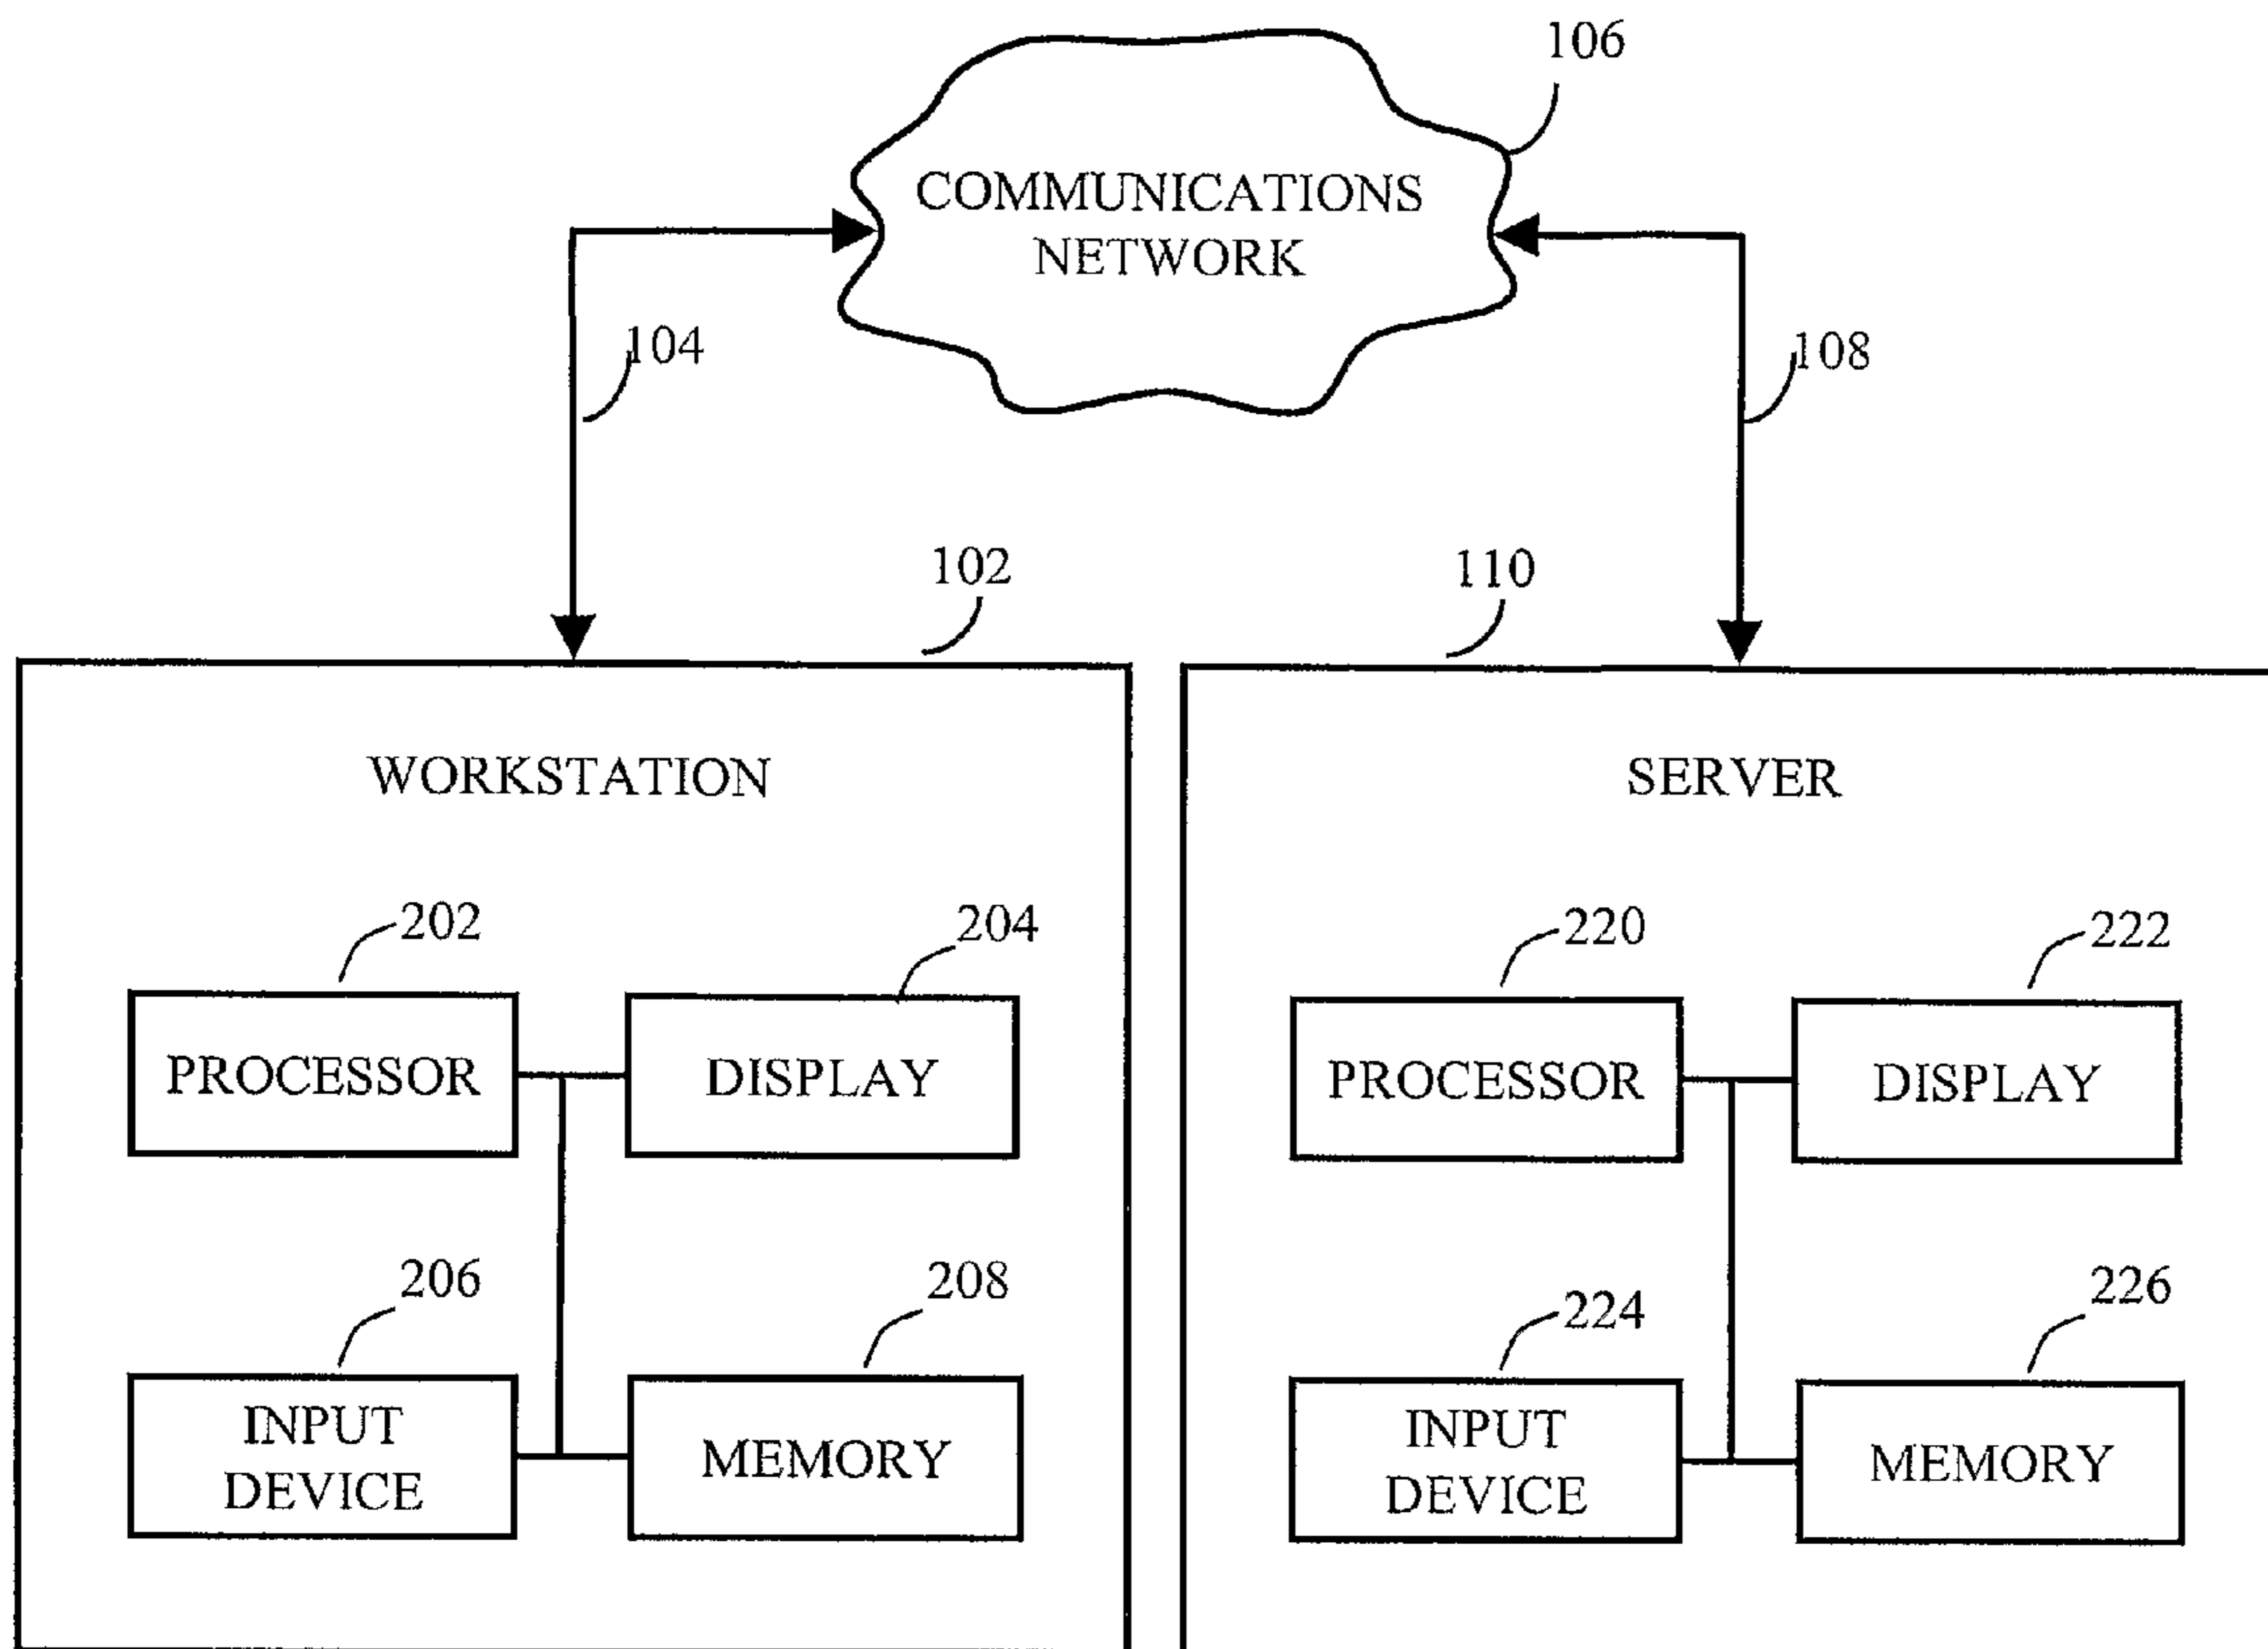 106
COMMUNICATIONS
NETWORK
104
108
102
110
WORKSTATION
SERVER
202
204
220
222
PROCESSOR
DISPLAY
PROCESSOR
DISPLAY
206
208
224
226
INPUT
DEVICE
MEMORY
INPUT
DEVICE
MEMORY